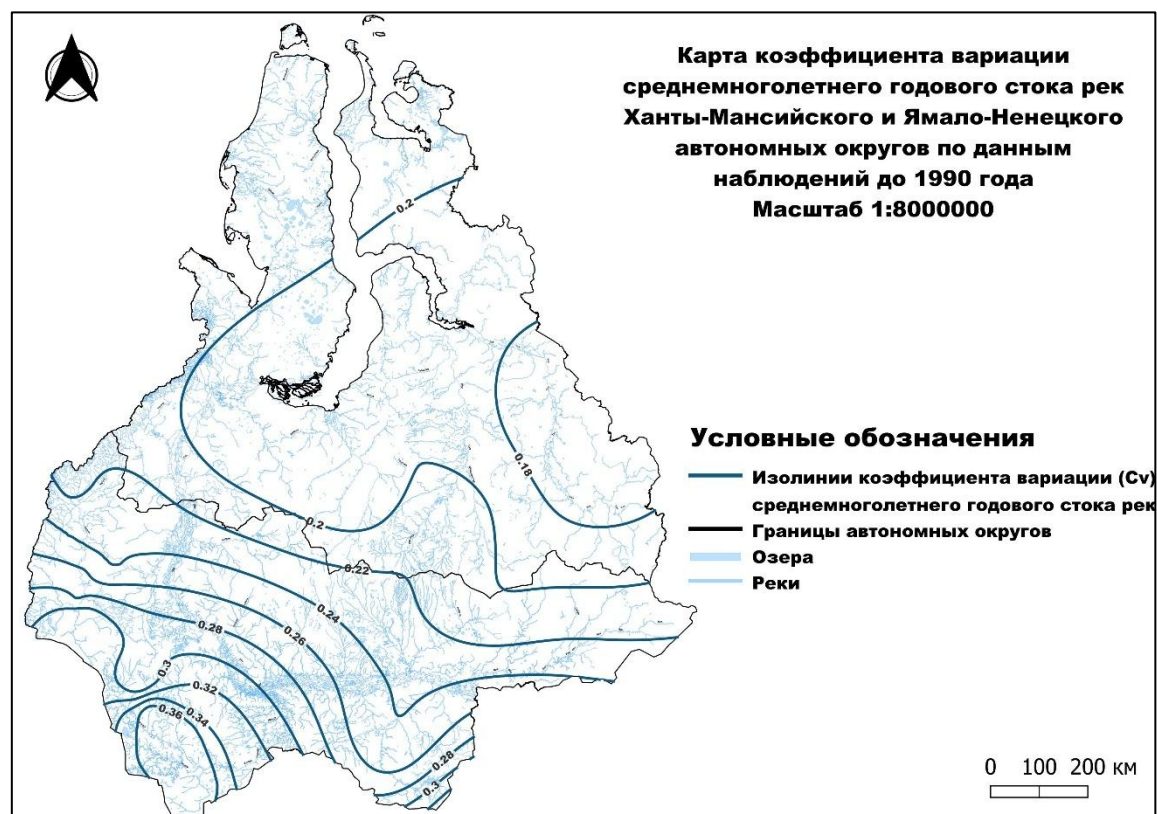 Карта коэффициента вариации
среднемноголетнего годового стока рек
Ханты-Мансийского и Ямало-Ненецкого
автономных округов по данным
наблюдений до 1990 года
Масштаб 1:8000000
0.2
0.18
Условные обозначения
Изолинии коэффициента вариации (Cv)
среднемноголетнего годового стока рек
Границы автономных округов
Озера
Реки
0.2
0.22
0.24
0.28
0.26
0.3
0.32
0.36
0.34
0.28
0.3
0 100 200 км